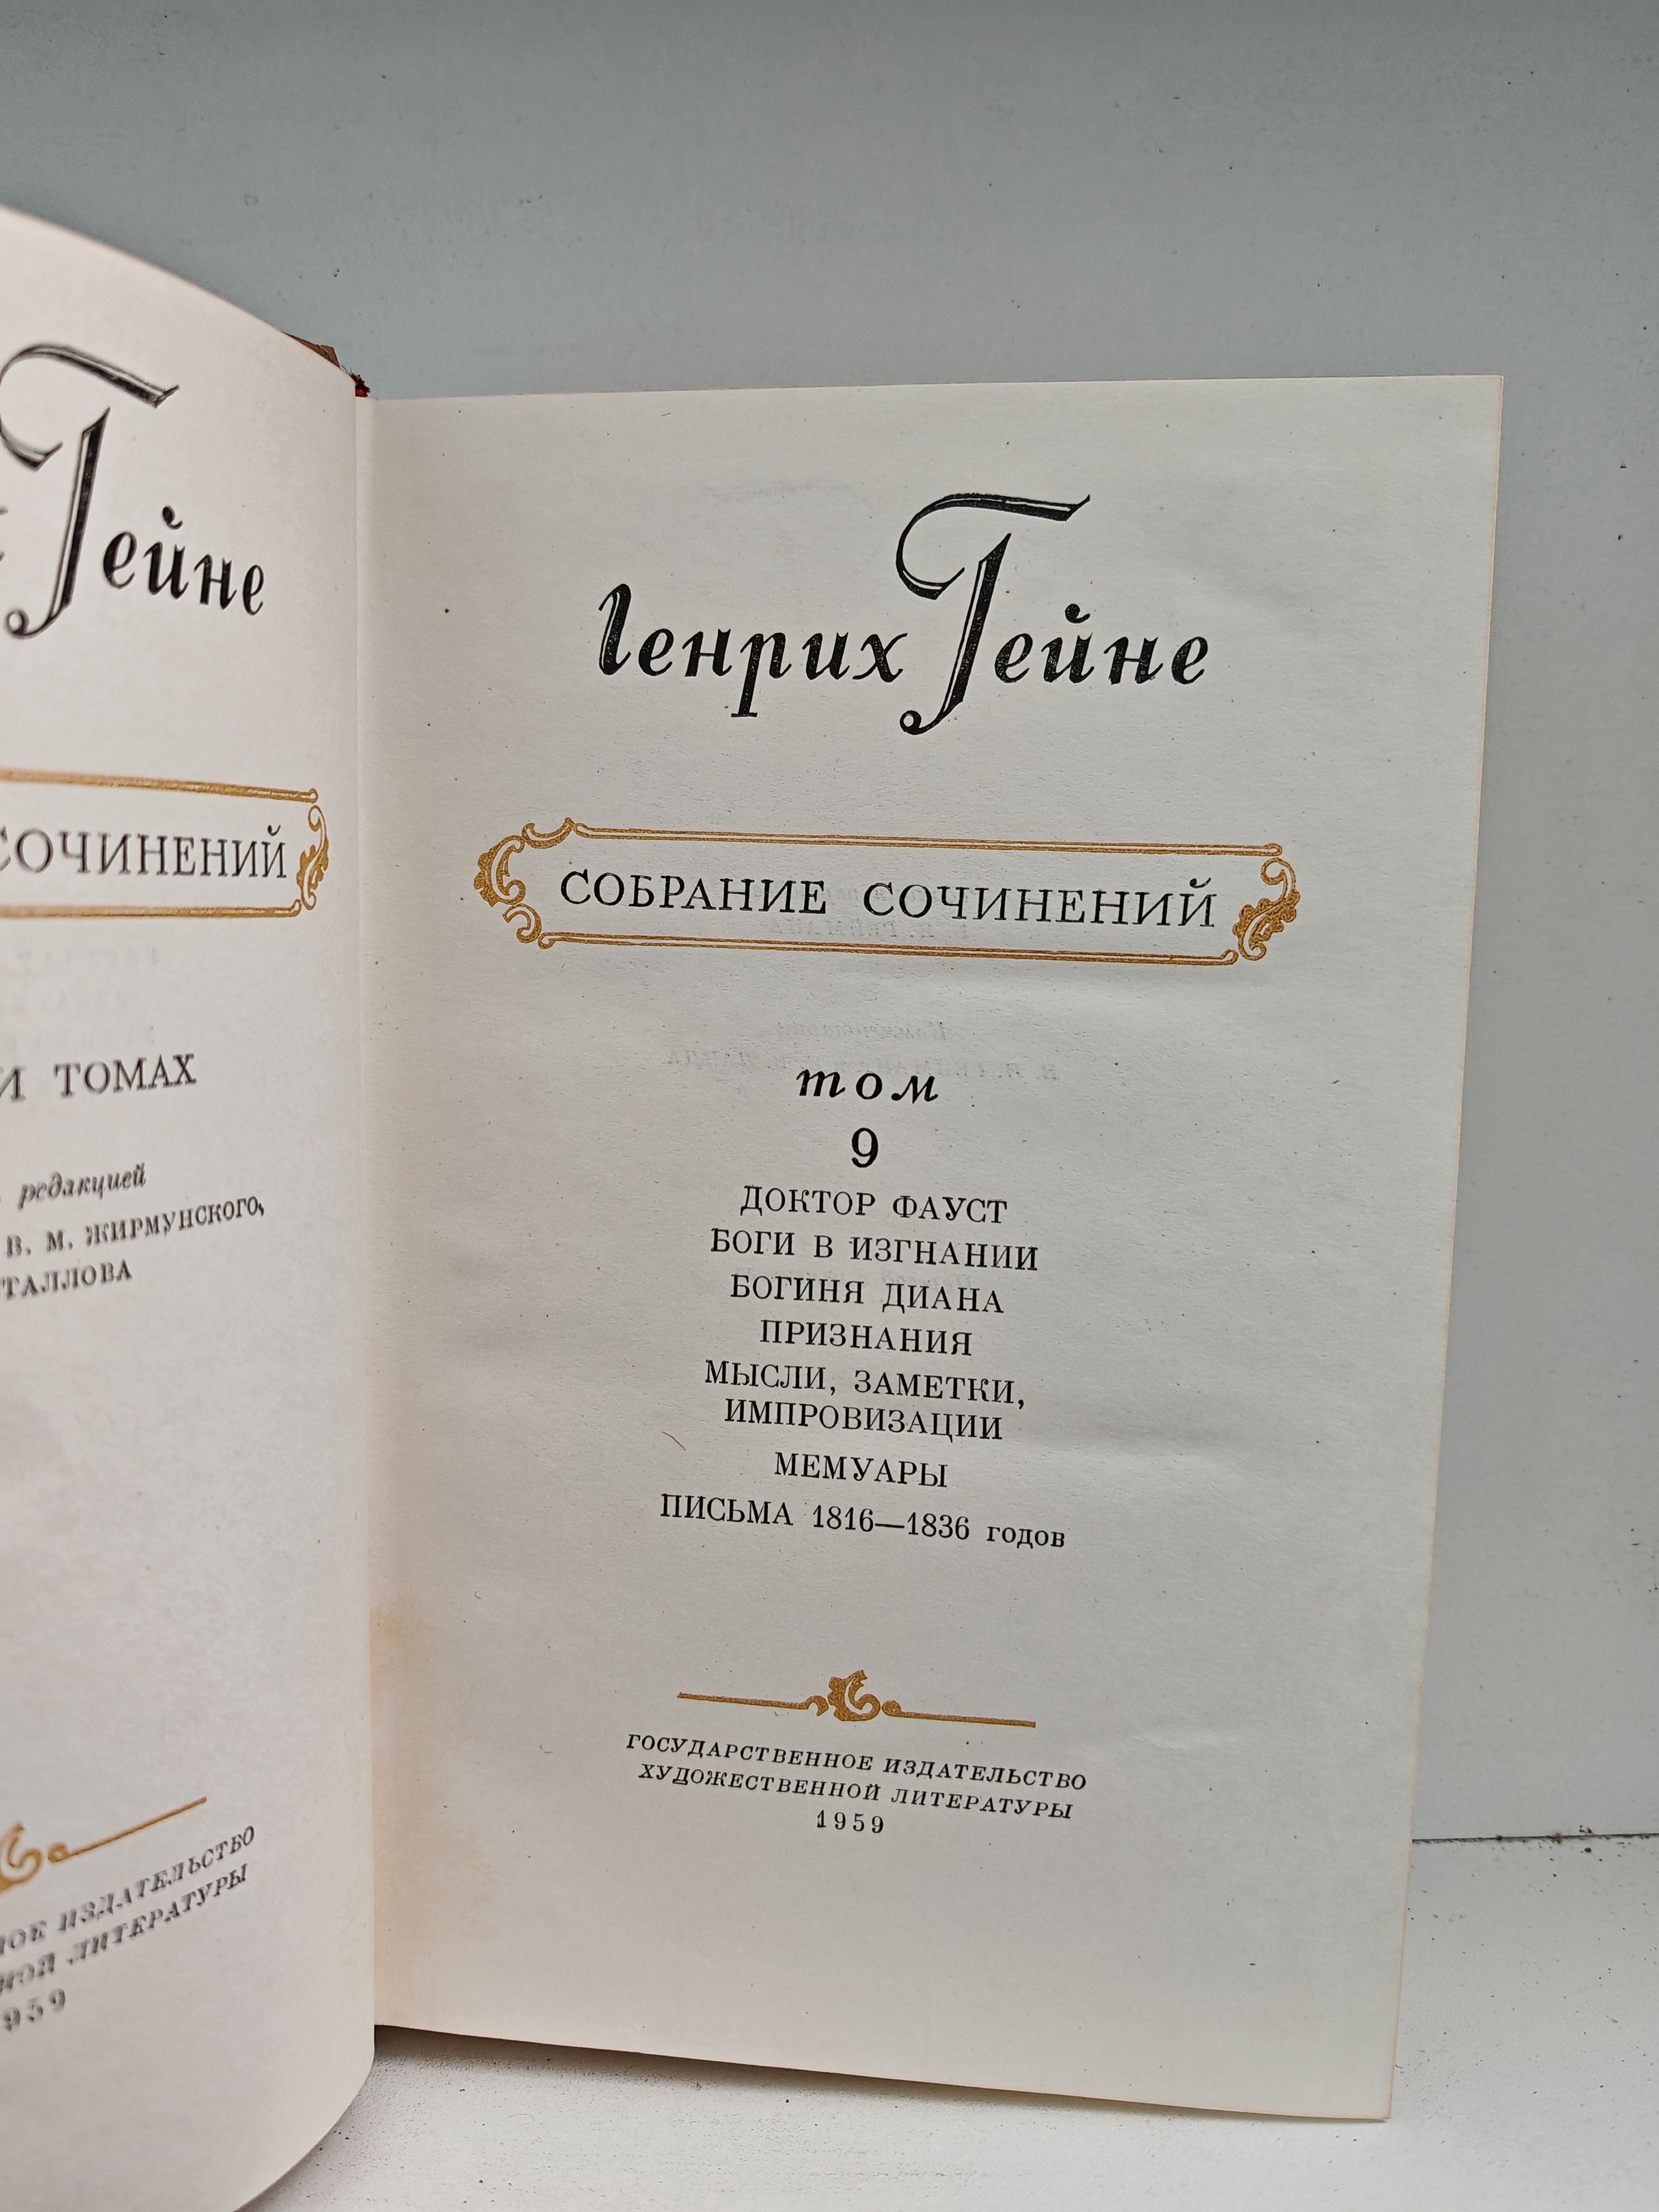 Гейне
СОЧИНЕНИЙ
ТОМАХ
редакцией
В. М. ЖИРМУНСКОГО,
ИЗДАТЕЛЬСТВО
ЛИТЕРАТУРЫ
генрих Гейне
СОБРАНИЕ СОЧИНЕНИЙ
том
9
ДОКТОР ФАУСТ
БОГИ В ИЗГНАНИИ
БОГИНЯ ДИАНА
ПРИЗНАНИЯ
МЫСЛИ, ЗАМЕТКИ,
ИМПРОВИЗАЦИИ
МЕМУАРЫ
ПИСЬМА 1816—1836 годов
ГОСУДАРСТВЕННОЕ ИЗДАТЕЛЬСТВО
ХУДОЖЕСТВЕННОЙ ЛИТЕРАТУРЫ
1959